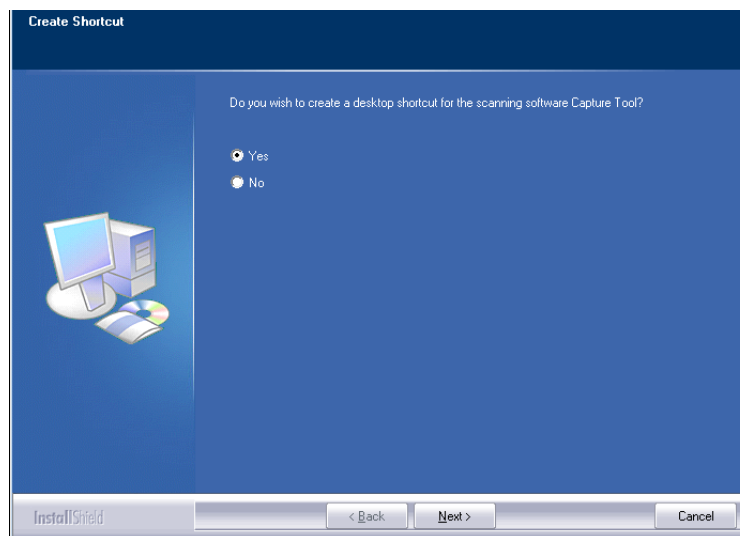 Create Shortcut
Do you wish to create a desktop shortcut for the scanning software Capture Tool?
Yes
No
InstallShield
< Back
Next >
Cancel